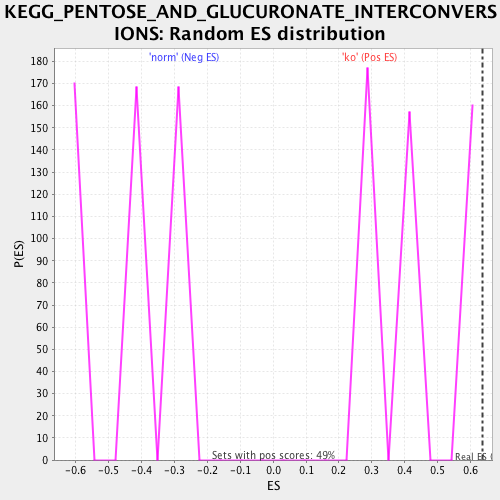 KEGG_PENTOSE_AND_GLUCURONATE_INTERCONVERS
IONS: Random ES distribution
'norm' (Neg ES) 'ko' (Pos ES)
180
170
160
150
140
130
120
110
100
90
80
70
60
50
40
30
20
10
0
P(ES)
Sets with pos scores: 49%
Real ES (
-0.6 -0.5 -0.4 -0.3 -0.2 -0.1 0.0 0.1 0.2 0.3 0.4 0.5 0.6
ES